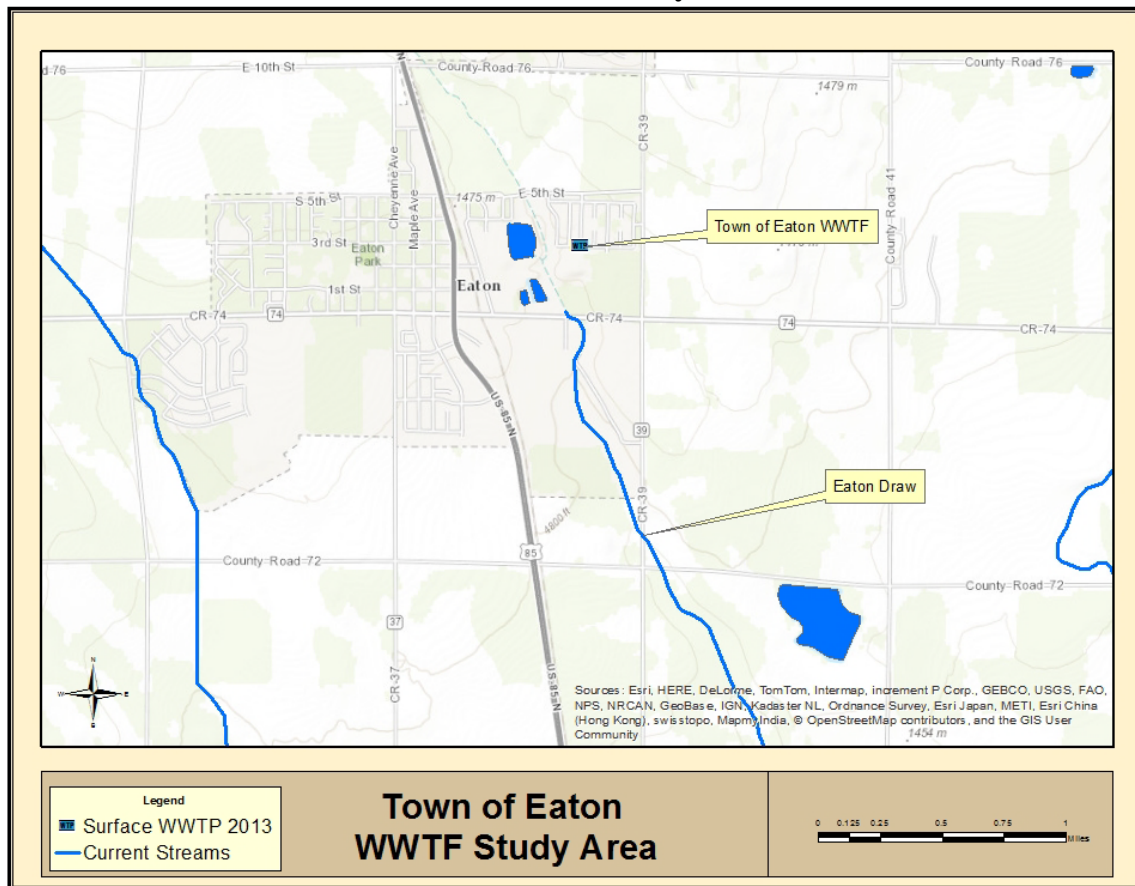 d 76
E 10th St
N
County Road 76
County Road 76
1479 m
CR-39
County Road 41
Cheyenne Ave
Maple Ave
S 5th St
1475 m
E 5th St
Town of Eaton WWTF
WTP
3rd St
Eaton
Park
1st St
Eaton
CR-74
74
CR-74
74
CR-74
US-85 N
39
Eaton Draw
CR-39
4800 ft
County Road 72
85
County Road 72
37
CR-37
US-85 N
N
W
E
S
Sources: Esri, HERE, DeLorme, TomTom, Intermap, increment P Corp., GEBCO, USGS, FAO,
NPS, NRCAN, GeoBase, IGN, Kadaster NL, Ordnance Survey, Esri Japan, METI, Esri China
(Hong Kong), swisstopo, MapmyIndia, © OpenStreetMap contributors, and the GIS User
Community
1454 m
Legend
WTP Surface WWTP 2013
Current Streams
Town of Eaton
WWTF Study Area
0 0.125 0.25 0.5 0.75 1
Miles